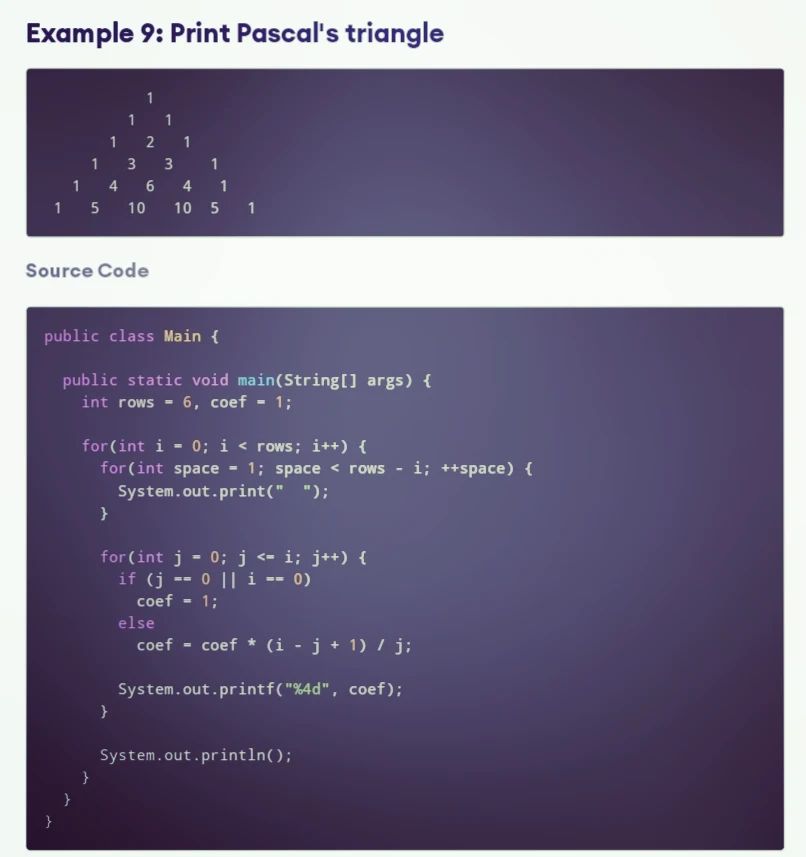 Example 9: Print Pascal's triangle
1
1 1
1 2 1
1 3 3 1
1 4 6 4 1
1 5 10 10 5 1
Source Code
public class Main {
public static void main(String[] args) {
int rows = 6, coef = 1;
for(int i = 0; i < rows; i++) {
for(int space = 1; space < rows - i; ++space) {
System.out.print("  ");
}
for(int j = 0; j <= i; j++) {
if (j == 0 || i == 0)
coef = 1;
else
coef = coef * (i - j + 1) / j;
System.out.printf("%4d", coef);
}
System.out.println();
}
}
}